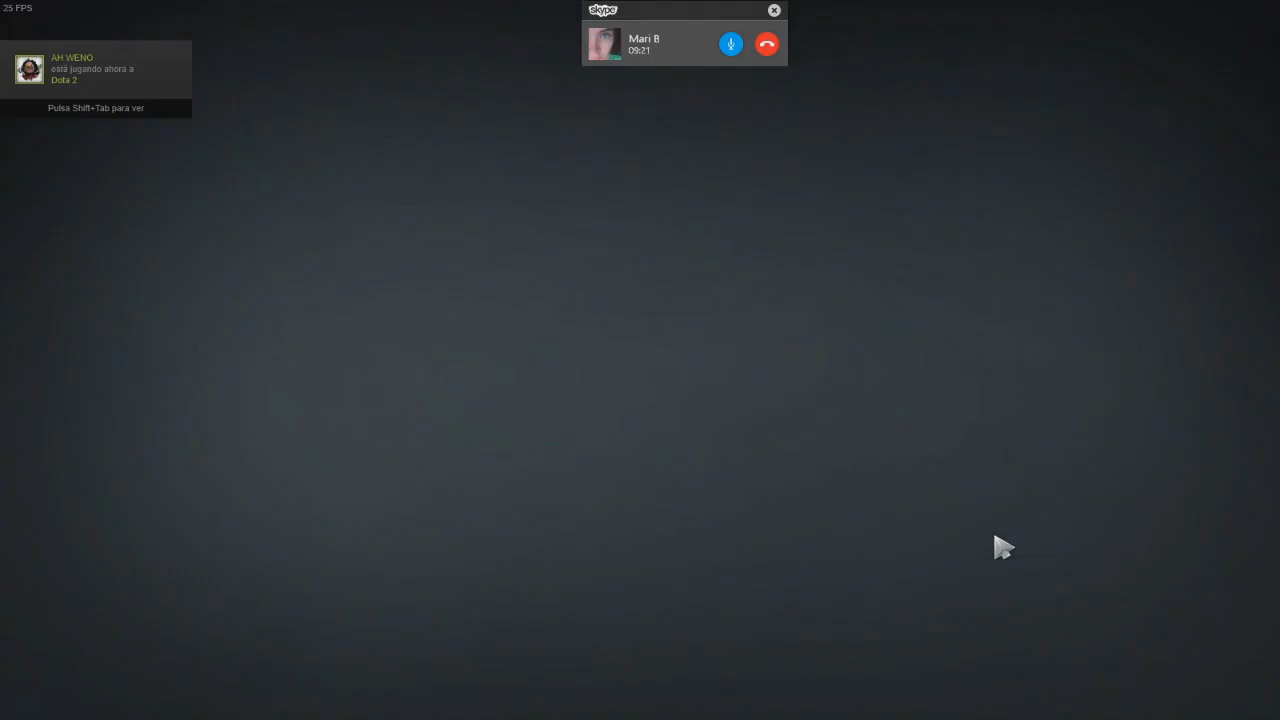 25 FPS
skype
AH WENO
está jugando ahora a
Dota 2
Pulsa Shift+Tab para ver
Mari B
09:21